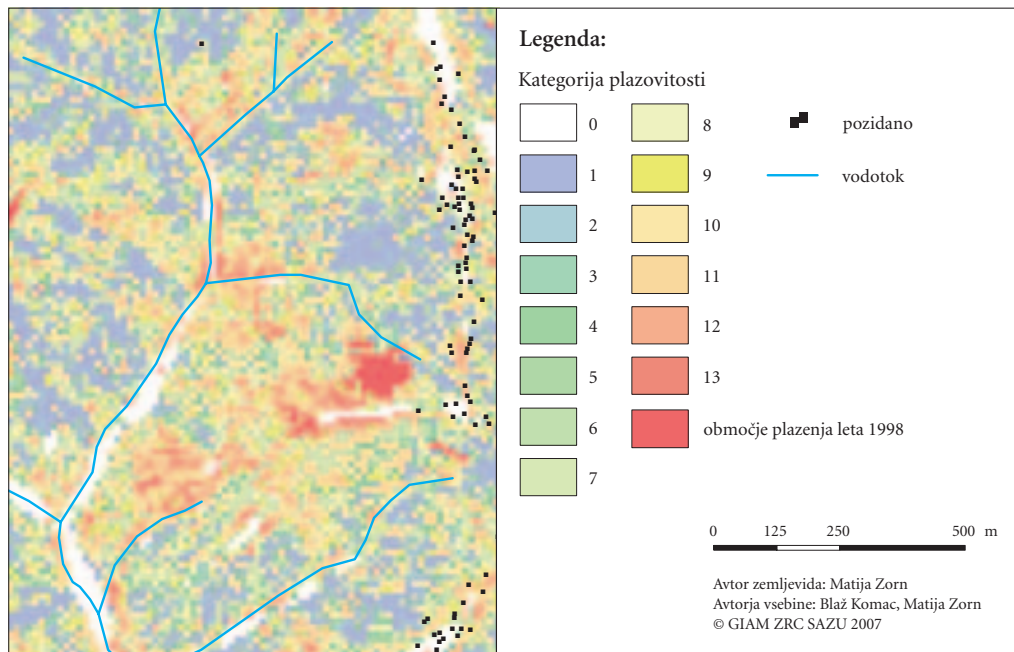 Legenda:
Kategorija plazovitosti
0
1
2
3
4
5
6
7
8
9
10
11
12
13
območje plazenja leta 1998
pozidano
vodotok
0 125 250 500 m
Avtor zemljevida: Matija Zorn
Avtorja vsebine: Blaž Komac, Matija Zorn
© GIAM ZRC SAZU 2007